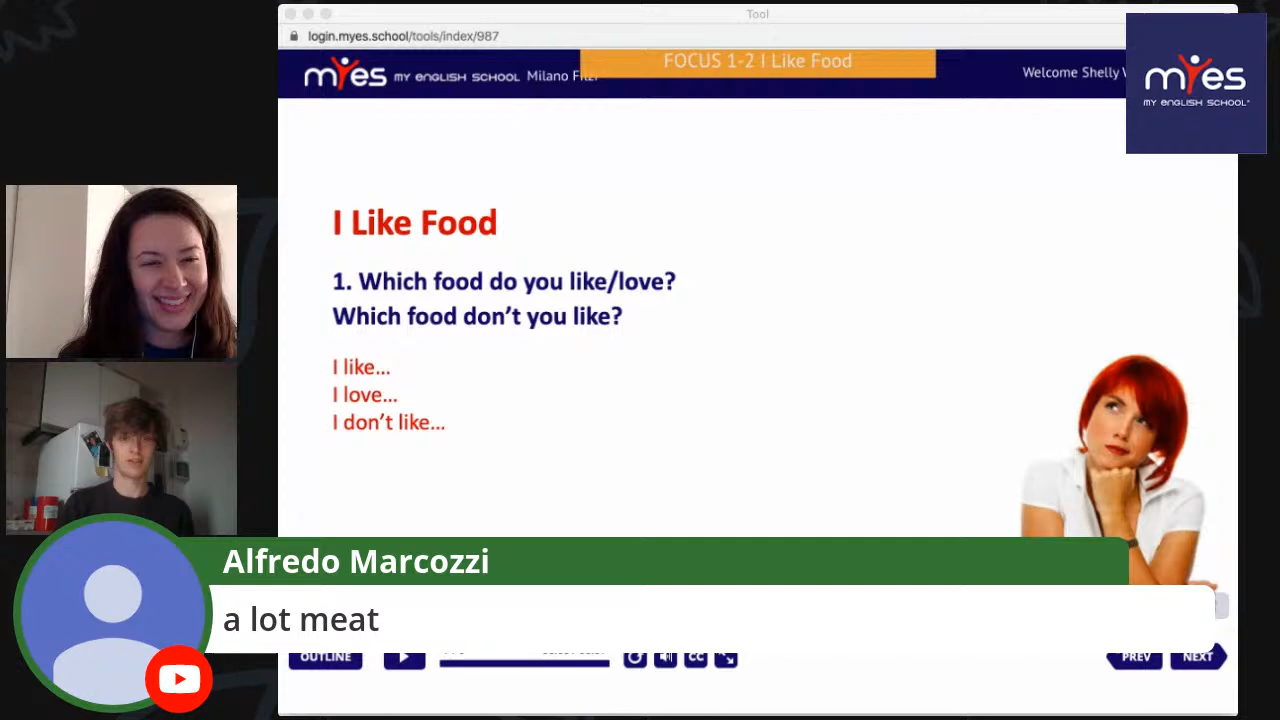 Tool
login.myes.school/tools/index/987
FOCUS 1-2 I Like Food
myes MY ENGLISH SCHOOL Milano
Welcome Shelly
myes
MY ENGLISH SCHOOL
I Like Food
1. Which food do you like/love?
Which food don’t you like?
I like...
I love...
I don’t like...
Alfredo Marcozzi
a lot meat
OUTLINE
CC
PREV
NEXT